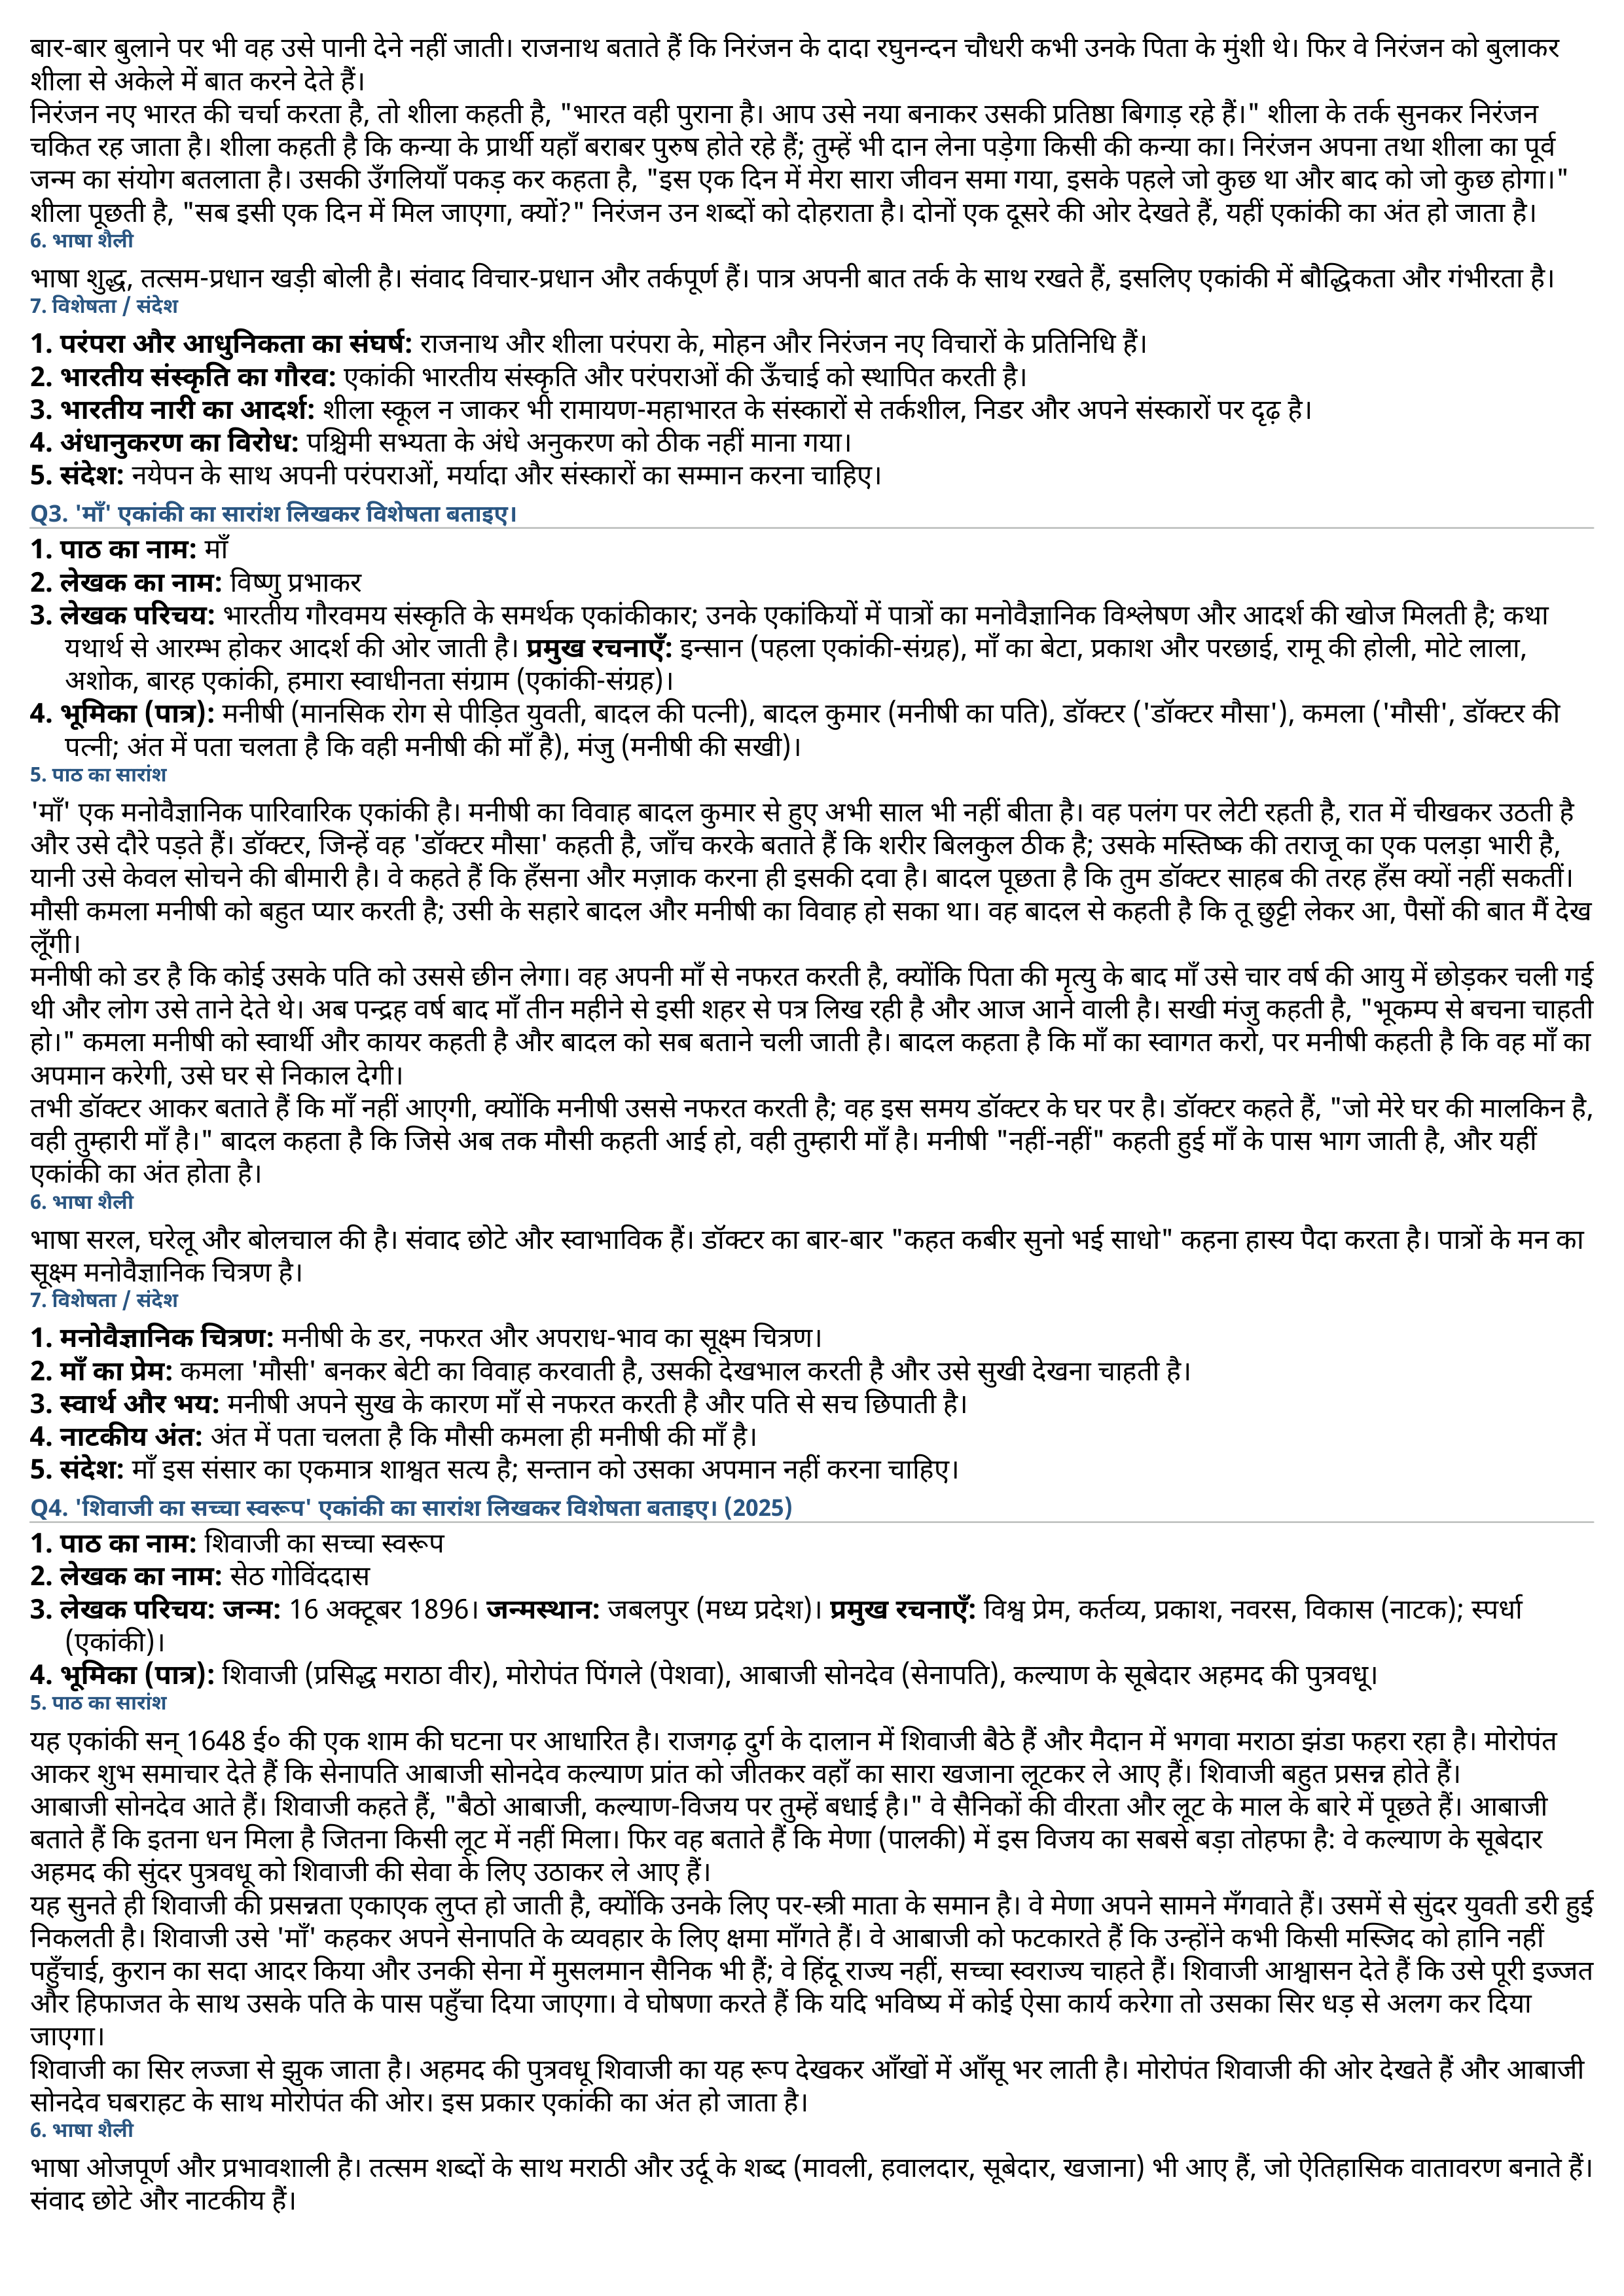 बार-बार बुलाने पर भी वह उसे पानी देने नहीं जाती। राजनाथ बताते हैं कि निरंजन के दादा रघुनन्दन चौधरी कभी उनके पिता के मुंशी थे। फिर वे निरंजन को बुलाकर
शीला से अकेले में बात करने देते हैं।
निरंजन नए भारत की चर्चा करता है, तो शीला कहती है, "भारत वही पुराना है। आप उसे नया बनाकर उसकी प्रतिष्ठा बिगाड़ रहे हैं।" शीला के तर्क सुनकर निरंजन
चकित रह जाता है। शीला कहती है कि कन्या के प्रार्थी यहाँ बराबर पुरुष होते रहे हैं; तुम्हें भी दान लेना पड़ेगा किसी की कन्या का। निरंजन अपना तथा शीला का पूर्व
जन्म का संयोग बतलाता है। उसकी उँगलियाँ पकड़ कर कहता है, "इस एक दिन में मेरा सारा जीवन समा गया, इसके पहले जो कुछ था और बाद को जो कुछ होगा।"
शीला पूछती है, "सब इसी एक दिन में मिल जाएगा, क्यों?" निरंजन उन शब्दों को दोहराता है। दोनों एक दूसरे की ओर देखते हैं, यहीं एकांकी का अंत हो जाता है।
6. भाषा शैली
भाषा शुद्ध, तत्सम-प्रधान खड़ी बोली है। संवाद विचार-प्रधान और तर्कपूर्ण हैं। पात्र अपनी बात तर्क के साथ रखते हैं, इसलिए एकांकी में बौद्धिकता और गंभीरता है।
7. विशेषता / संदेश
1. परंपरा और आधुनिकता का संघर्ष: राजनाथ और शीला परंपरा के, मोहन और निरंजन नए विचारों के प्रतिनिधि हैं।
2. भारतीय संस्कृति का गौरव: एकांकी भारतीय संस्कृति और परंपराओं की ऊँचाई को स्थापित करती है।
3. भारतीय नारी का आदर्श: शीला स्कूल न जाकर भी रामायण-महाभारत के संस्कारों से तर्कशील, निडर और अपने संस्कारों पर दृढ़ है।
4. अंधानुकरण का विरोध: पश्चिमी सभ्यता के अंधे अनुकरण को ठीक नहीं माना गया।
5. संदेश: नयेपन के साथ अपनी परंपराओं, मर्यादा और संस्कारों का सम्मान करना चाहिए।
Q3. 'माँ' एकांकी का सारांश लिखकर विशेषता बताइए।
1. पाठ का नाम: माँ
2. लेखक का नाम: विष्णु प्रभाकर
3. लेखक परिचय: भारतीय गौरवमय संस्कृति के समर्थक एकांकीकार; उनके एकांकियों में पात्रों का मनोवैज्ञानिक विश्लेषण और आदर्श की खोज मिलती है; कथा
यथार्थ से आरम्भ होकर आदर्श की ओर जाती है। प्रमुख रचनाएँ: इन्सान (पहला एकांकी-संग्रह), माँ का बेटा, प्रकाश और परछाई, रामू की होली, मोटे लाला,
अशोक, बारह एकांकी, हमारा स्वाधीनता संग्राम (एकांकी-संग्रह)।
4. भूमिका (पात्र): मनीषी (मानसिक रोग से पीड़ित युवती, बादल की पत्नी), बादल कुमार (मनीषी का पति), डॉक्टर ('डॉक्टर मौसा'), कमला ('मौसी', डॉक्टर की
पत्नी; अंत में पता चलता है कि वही मनीषी की माँ है), मंजु (मनीषी की सखी)।
5. पाठ का सारांश
'माँ' एक मनोवैज्ञानिक पारिवारिक एकांकी है। मनीषी का विवाह बादल कुमार से हुए अभी साल भी नहीं बीता है। वह पलंग पर लेटी रहती है, रात में चीखकर उठती है
और उसे दौरे पड़ते हैं। डॉक्टर, जिन्हें वह 'डॉक्टर मौसा' कहती है, जाँच करके बताते हैं कि शरीर बिलकुल ठीक है; उसके मस्तिष्क की तराजू का एक पलड़ा भारी है,
यानी उसे केवल सोचने की बीमारी है। वे कहते हैं कि हँसना और मज़ाक करना ही इसकी दवा है। बादल पूछता है कि तुम डॉक्टर साहब की तरह हँस क्यों नहीं सकतीं।
मौसी कमला मनीषी को बहुत प्यार करती है; उसी के सहारे बादल और मनीषी का विवाह हो सका था। वह बादल से कहती है कि तू छुट्टी लेकर आ, पैसों की बात मैं देख
लूँगी।
मनीषी को डर है कि कोई उसके पति को उससे छीन लेगा। वह अपनी माँ से नफरत करती है, क्योंकि पिता की मृत्यु के बाद माँ उसे चार वर्ष की आयु में छोड़कर चली गई
थी और लोग उसे ताने देते थे। अब पन्द्रह वर्ष बाद माँ तीन महीने से इसी शहर से पत्र लिख रही है और आज आने वाली है। सखी मंजु कहती है, "भूकम्प से बचना चाहती
हो।" कमला मनीषी को स्वार्थी और कायर कहती है और बादल को सब बताने चली जाती है। बादल कहता है कि माँ का स्वागत करो, पर मनीषी कहती है कि वह माँ का
अपमान करेगी, उसे घर से निकाल देगी।
तभी डॉक्टर आकर बताते हैं कि माँ नहीं आएगी, क्योंकि मनीषी उससे नफरत करती है; वह इस समय डॉक्टर के घर पर है। डॉक्टर कहते हैं, "जो मेरे घर की मालकिन है,
वही तुम्हारी माँ है।" बादल कहता है कि जिसे अब तक मौसी कहती आई हो, वही तुम्हारी माँ है। मनीषी "नहीं-नहीं" कहती हुई माँ के पास भाग जाती है, और यहीं
एकांकी का अंत होता है।
6. भाषा शैली
भाषा सरल, घरेलू और बोलचाल की है। संवाद छोटे और स्वाभाविक हैं। डॉक्टर का बार-बार "कहत कबीर सुनो भई साधो" कहना हास्य पैदा करता है। पात्रों के मन का
सूक्ष्म मनोवैज्ञानिक चित्रण है।
7. विशेषता / संदेश
1. मनोवैज्ञानिक चित्रण: मनीषी के डर, नफरत और अपराध-भाव का सूक्ष्म चित्रण।
2. माँ का प्रेम: कमला 'मौसी' बनकर बेटी का विवाह करवाती है, उसकी देखभाल करती है और उसे सुखी देखना चाहती है।
3. स्वार्थ और भय: मनीषी अपने सुख के कारण माँ से नफरत करती है और पति से सच छिपाती है।
4. नाटकीय अंत: अंत में पता चलता है कि मौसी कमला ही मनीषी की माँ है।
5. संदेश: माँ इस संसार का एकमात्र शाश्वत सत्य है; सन्तान को उसका अपमान नहीं करना चाहिए।
Q4. 'शिवाजी का सच्चा स्वरूप' एकांकी का सारांश लिखकर विशेषता बताइए। (2025)
1. पाठ का नाम: शिवाजी का सच्चा स्वरूप
2. लेखक का नाम: सेठ गोविंददास
3. लेखक परिचय: जन्म: 16 अक्टूबर 1896। जन्मस्थान: जबलपुर (मध्य प्रदेश)। प्रमुख रचनाएँ: विश्व प्रेम, कर्तव्य, प्रकाश, नवरस, विकास (नाटक); स्पर्धा
(एकांकी)।
4. भूमिका (पात्र): शिवाजी (प्रसिद्ध मराठा वीर), मोरोपंत पिंगले (पेशवा), आबाजी सोनदेव (सेनापति), कल्याण के सूबेदार अहमद की पुत्रवधू।
5. पाठ का सारांश
यह एकांकी सन् 1648 ई० की एक शाम की घटना पर आधारित है। राजगढ़ दुर्ग के दालान में शिवाजी बैठे हैं और मैदान में भगवा मराठा झंडा फहरा रहा है। मोरोपंत
आकर शुभ समाचार देते हैं कि सेनापति आबाजी सोनदेव कल्याण प्रांत को जीतकर वहाँ का सारा खजाना लूटकर ले आए हैं। शिवाजी बहुत प्रसन्न होते हैं।
आबाजी सोनदेव आते हैं। शिवाजी कहते हैं, "बैठो आबाजी, कल्याण-विजय पर तुम्हें बधाई है।" वे सैनिकों की वीरता और लूट के माल के बारे में पूछते हैं। आबाजी
बताते हैं कि इतना धन मिला है जितना किसी लूट में नहीं मिला। फिर वह बताते हैं कि मेणा (पालकी) में इस विजय का सबसे बड़ा तोहफा है: वे कल्याण के सूबेदार
अहमद की सुंदर पुत्रवधू को शिवाजी की सेवा के लिए उठाकर ले आए हैं।
यह सुनते ही शिवाजी की प्रसन्नता एकाएक लुप्त हो जाती है, क्योंकि उनके लिए पर-स्त्री माता के समान है। वे मेणा अपने सामने मँगवाते हैं। उसमें से सुंदर युवती डरी हुई
निकलती है। शिवाजी उसे 'माँ' कहकर अपने सेनापति के व्यवहार के लिए क्षमा माँगते हैं। वे आबाजी को फटकारते हैं कि उन्होंने कभी किसी मस्जिद को हानि नहीं
पहुँचाई, कुरान का सदा आदर किया और उनकी सेना में मुसलमान सैनिक भी हैं; वे हिंदू राज्य नहीं, सच्चा स्वराज्य चाहते हैं। शिवाजी आश्वासन देते हैं कि उसे पूरी इज्जत
और हिफाजत के साथ उसके पति के पास पहुँचा दिया जाएगा। वे घोषणा करते हैं कि यदि भविष्य में कोई ऐसा कार्य करेगा तो उसका सिर धड़ से अलग कर दिया
जाएगा।
शिवाजी का सिर लज्जा से झुक जाता है। अहमद की पुत्रवधू शिवाजी का यह रूप देखकर आँखों में आँसू भर लाती है। मोरोपंत शिवाजी की ओर देखते हैं और आबाजी
सोनदेव घबराहट के साथ मोरोपंत की ओर। इस प्रकार एकांकी का अंत हो जाता है।
6. भाषा शैली
भाषा ओजपूर्ण और प्रभावशाली है। तत्सम शब्दों के साथ मराठी और उर्दू के शब्द (मावली, हवालदार, सूबेदार, खजाना) भी आए हैं, जो ऐतिहासिक वातावरण बनाते हैं।
संवाद छोटे और नाटकीय हैं।